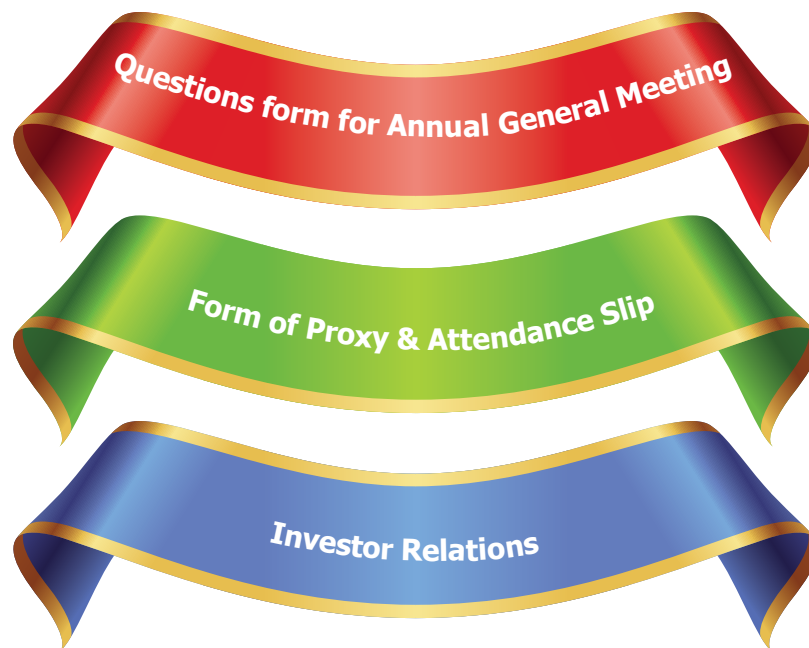 Questions form for Annual General Meeting
Form of Proxy & Attendance Slip
Investor Relations